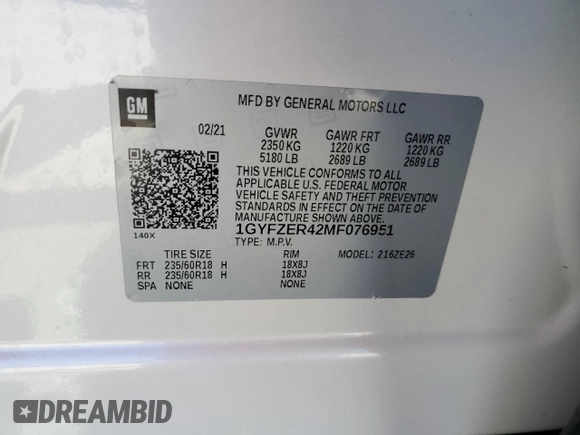 GM
MFD BY GENERAL MOTORS LLC
02/21 GVWR GAWR FRT GAWR RR
2350 KG 1220 KG 1220 KG
5180 LB 2689 LB 2689 LB
THIS VEHICLE CONFORMS TO ALL
APPLICABLE U.S. FEDERAL MOTOR
VEHICLE SAFETY AND THEFT PREVENTION
STANDARDS IN EFFECT ON THE DATE OF
MANUFACTURE SHOWN ABOVE.
140X
1GYFZER42MF076951
TYPE: M.P.V.
TIRE SIZE RIM MODEL: 216ZE26
FRT 235/60R18 H 18X8J
RR 235/60R18 H 18X8J
SPA NONE NONE
DREAMBID